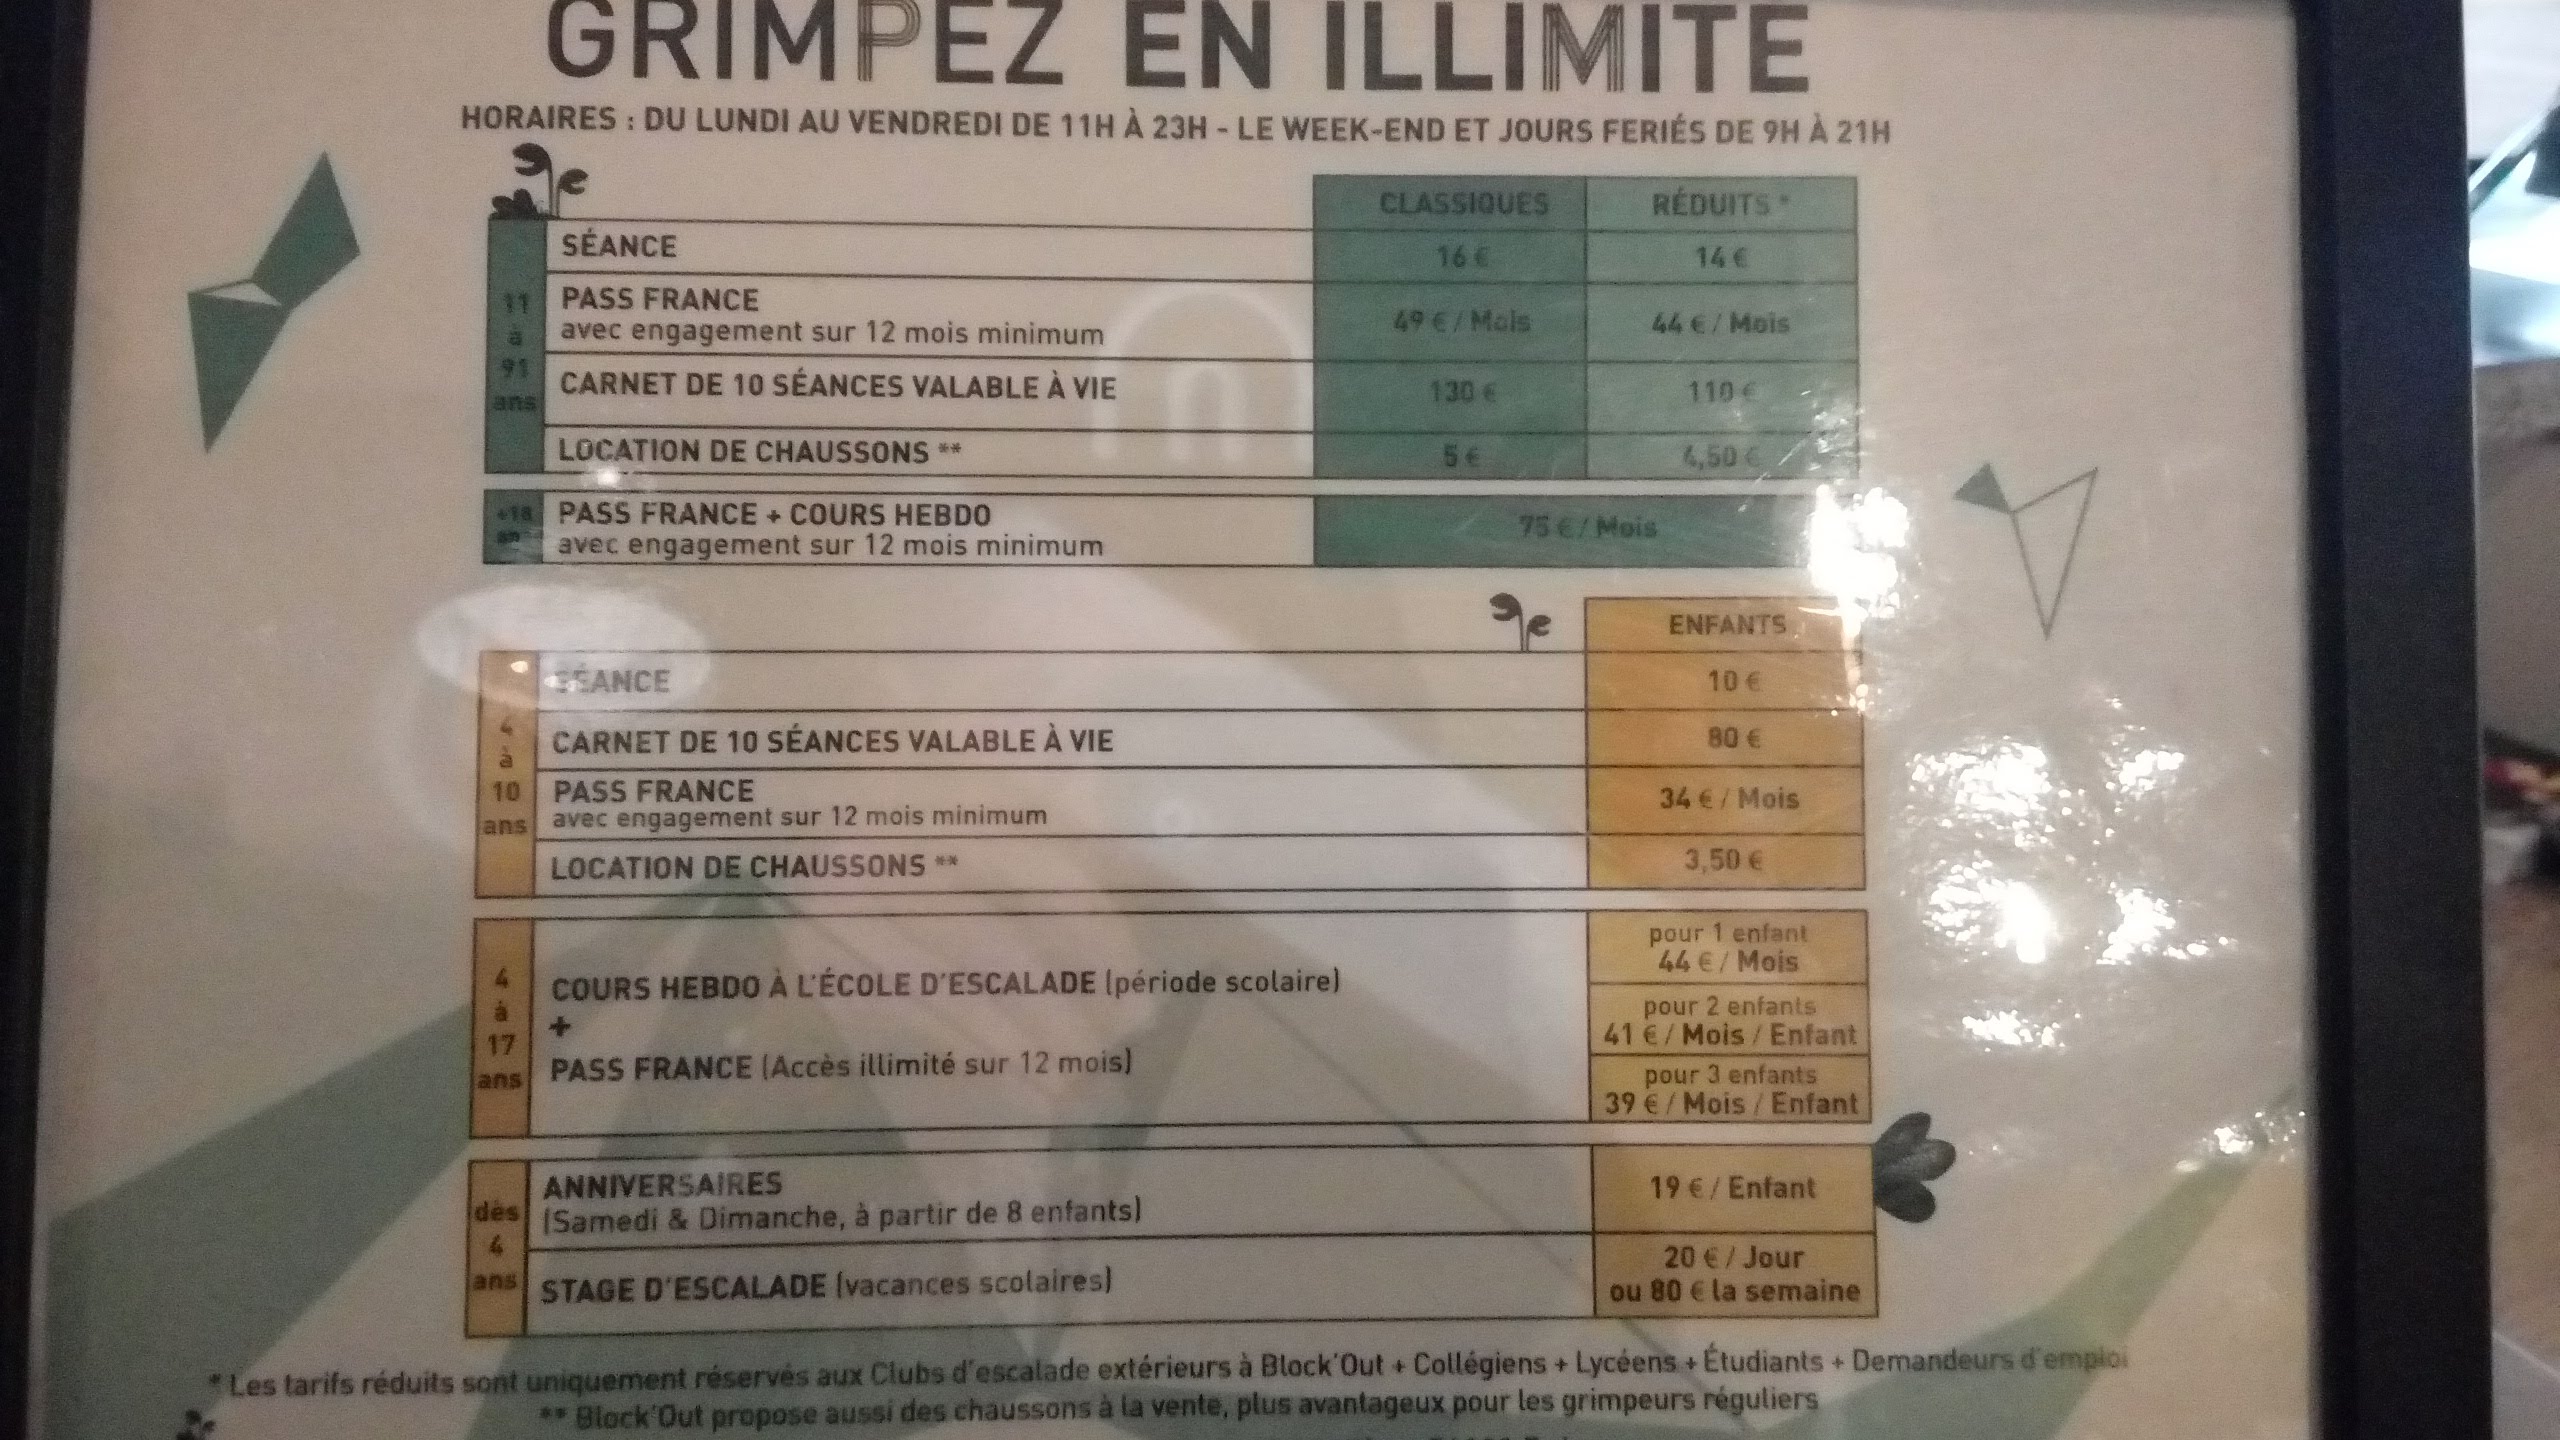 GRIMPEZ EN ILLIMITE
HORAIRES : DU LUNDI AU VENDREDI DE 11H À 23H - LE WEEK-END ET JOURS FERIÉS DE 9H À 21H
CLASSIQUES RÉDUITS *
11 à 91 ans
SÉANCE 16 € 14 €
PASS FRANCE
avec engagement sur 12 mois minimum 49 € / Mois 44 € / Mois
CARNET DE 10 SÉANCES VALABLE À VIE 130 € 110 €
LOCATION DE CHAUSSONS ** 5 € 4,50 €
+18
PASS FRANCE + COURS HEBDO
avec engagement sur 12 mois minimum 75 € / Mois
ENFANTS
4 à 10 ans
SÉANCE 10 €
CARNET DE 10 SÉANCES VALABLE À VIE 80 €
PASS FRANCE
avec engagement sur 12 mois minimum 34 € / Mois
LOCATION DE CHAUSSONS ** 3,50 €
4 à 17 ans
COURS HEBDO À L'ÉCOLE D'ESCALADE (période scolaire)
+
PASS FRANCE (Accès illimité sur 12 mois)
pour 1 enfant
44 € / Mois
pour 2 enfants
41 € / Mois / Enfant
pour 3 enfants
39 € / Mois / Enfant
dès 4 ans
ANNIVERSAIRES
(Samedi & Dimanche, à partir de 8 enfants) 19 € / Enfant
STAGE D'ESCALADE (vacances scolaires)
20 € / Jour
ou 80 € la semaine
* Les tarifs réduits sont uniquement réservés aux Clubs d'escalade extérieurs à Block'Out + Collégiens + Lycéens + Étudiants + Demandeurs d'emploi
** Block'Out propose aussi des chaussons à la vente, plus avantageux pour les grimpeurs réguliers